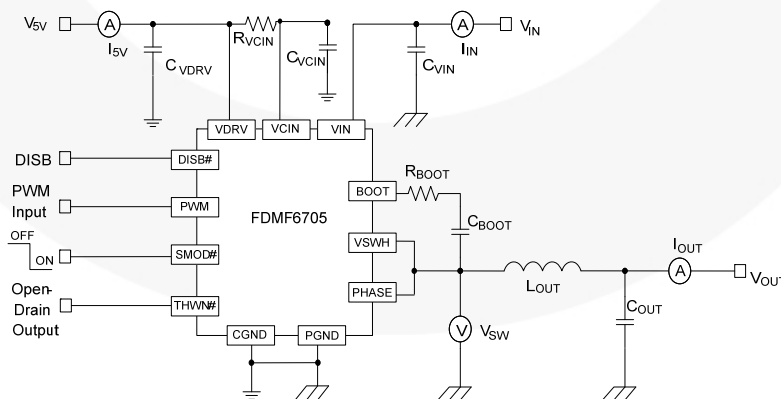 V5V
A
I5V
CVDRV
RVCIN
CVCIN
CVIN
A
IIN
VIN
VDRV
VCIN
VIN
DISB
DISB#
PWM
Input
PWM
OFF
ON
SMOD#
Open-
Drain
Output
THWN#
FDMF6705
BOOT
RBOOT
CBOOT
VSWH
PHASE
CGND
PGND
V
VSW
LOUT
IOUT
A
COUT
VOUT